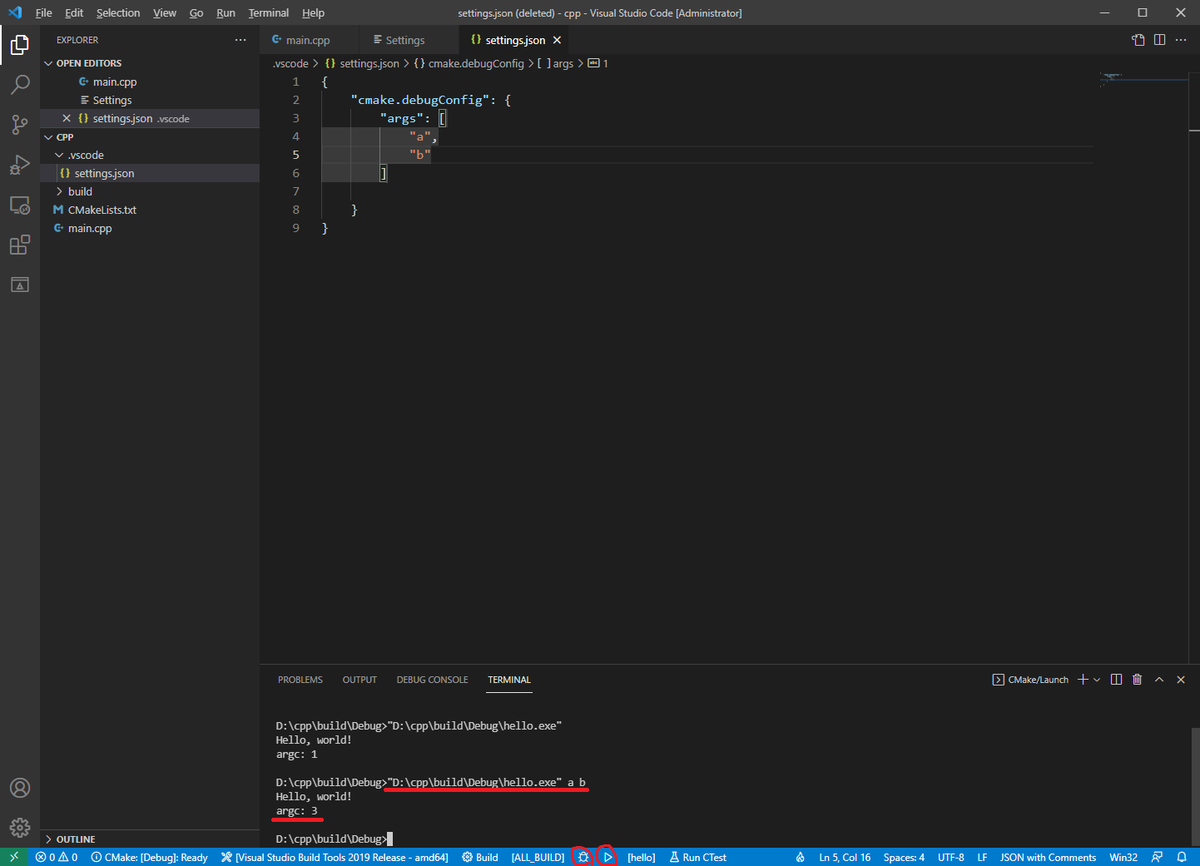 File Edit Selection View Go Run Terminal Help settings.json (deleted) - cpp - Visual Studio Code [Administrator]
EXPLORER
OPEN EDITORS
main.cpp
Settings
settings.json .vscode
CPP
.vscode
settings.json
build
CMakeLists.txt
main.cpp
OUTLINE
main.cpp Settings settings.json
.vscode > settings.json > {} cmake.debugConfig > [ ] args > 1
1 {
2 "cmake.debugConfig": {
3 "args": [
4 "a",
5 "b"
6 ]
7
8 }
9 }
PROBLEMS OUTPUT DEBUG CONSOLE TERMINAL CMake/Launch
D:\cpp\build\Debug>"D:\cpp\build\Debug\hello.exe"
Hello, world!
argc: 1
D:\cpp\build\Debug>"D:\cpp\build\Debug\hello.exe" a b
Hello, world!
argc: 3
D:\cpp\build\Debug>
0 0 CMake: [Debug]: Ready [Visual Studio Build Tools 2019 Release - amd64] Build [ALL_BUILD] [hello] Run CTest Ln 5, Col 16 Spaces: 4 UTF-8 LF JSON with Comments Win32